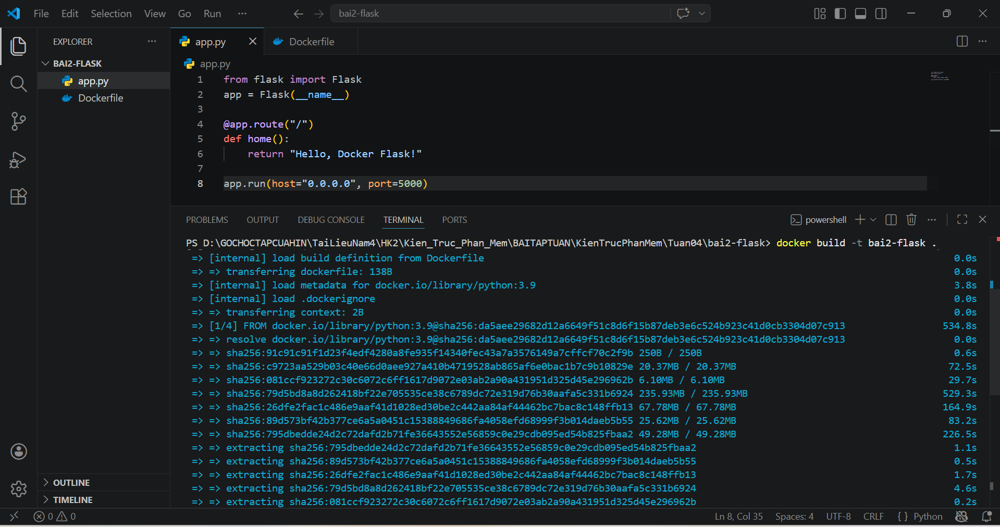 File Edit Selection View Go Run ··· bai2-flask
EXPLORER ···
BAI2-FLASK
app.py
Dockerfile
OUTLINE
TIMELINE
app.py Dockerfile
app.py
1 from flask import Flask
2 app = Flask(__name__)
3
4 @app.route("/")
5 def home():
6 return "Hello, Docker Flask!"
7
8 app.run(host="0.0.0.0", port=5000)
PROBLEMS OUTPUT DEBUG CONSOLE TERMINAL PORTS powershell
PS D:\GOCHOCTAPCUAHIN\TaiLieuNam4\HK2\Kien_Truc_Phan_Mem\BAITAPTUAN\KienTrucPhanMem\Tuan04\bai2-flask> docker build -t bai2-flask .
=> [internal] load build definition from Dockerfile 0.0s
=> => transferring dockerfile: 138B 0.0s
=> [internal] load metadata for docker.io/library/python:3.9 3.8s
=> [internal] load .dockerignore 0.0s
=> => transferring context: 2B 0.0s
=> [1/4] FROM docker.io/library/python:3.9@sha256:da5aee29682d12a6649f51c8d6f15b87deb3e6c524b923c41d0cb3304d07c913 534.8s
=> => resolve docker.io/library/python:3.9@sha256:da5aee29682d12a6649f51c8d6f15b87deb3e6c524b923c41d0cb3304d07c913 0.0s
=> => sha256:91c91c91f1d23f4edf4280a8fe935f14340fec43a7a3576149a7cffcf70c2f9b 250B / 250B 0.6s
=> => sha256:c9723aa529b03c40e66d0aee927a410b4719528ab865af6e0bac1b7c9b10829e 20.37MB / 20.37MB 72.5s
=> => sha256:081ccf923272c30c6072c6ff1617d9072e03ab2a90a431951d325d45e296962b 6.10MB / 6.10MB 29.7s
=> => sha256:79d5bd8a8d262418bf22e705535ce38c6789dc72e319d76b30aafa5c331b6924 235.93MB / 235.93MB 529.3s
=> => sha256:26dfe2fac1c486e9aaf41d1028ed30be2c442aa84af44462bc7bac8c148ffb13 67.78MB / 67.78MB 164.9s
=> => sha256:89d573bf42b377ce6a5a0451c15388849686fa4058efd68999f3b014daeb5b55 25.62MB / 25.62MB 83.2s
=> => sha256:795dbedde24d2c72dafd2b71fe36643552e56859c0e29cdb095ed54b825fbaa2 49.28MB / 49.28MB 226.5s
=> => extracting sha256:795dbedde24d2c72dafd2b71fe36643552e56859c0e29cdb095ed54b825fbaa2 1.1s
=> => extracting sha256:89d573bf42b377ce6a5a0451c15388849686fa4058efd68999f3b014daeb5b55 0.5s
=> => extracting sha256:26dfe2fac1c486e9aaf41d1028ed30be2c442aa84af44462bc7bac8c148ffb13 1.7s
=> => extracting sha256:79d5bd8a8d262418bf22e705535ce38c6789dc72e319d76b30aafa5c331b6924 4.6s
=> => extracting sha256:081ccf923272c30c6072c6ff1617d9072e03ab2a90a431951d325d45e296962b 0.2s
0 0 Ln 8, Col 35 Spaces: 4 UTF-8 CRLF { } Python